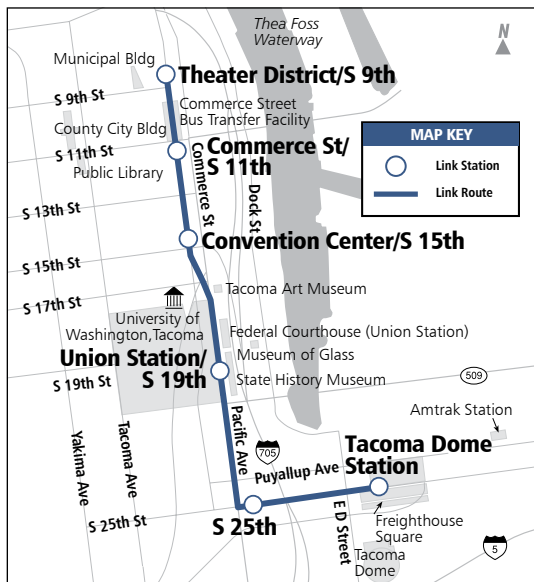 Thea Foss
Waterway
N
Municipal Bldg
Theater District/S 9th
S 9th St
Commerce Street
Bus Transfer Facility
County City Bldg
MAP KEY
S 11th St
Commerce St/
S 11th
Link Station
Public Library
Link Route
Commerce St
Dock St
S 13th St
Convention Center/S 15th
S 15th St
S 17th St
Tacoma Art Museum
University of
Washington,Tacoma
Federal Courthouse (Union Station)
Union Station/
S 19th
Museum of Glass
State History Museum
S 19th St
509
Pacific Ave
Amtrak Station
Yakima Ave
Tacoma Ave
705
Tacoma Dome
Station
Puyallup Ave
S 25th St
S 25th
E D Street
Freighthouse
Square
Tacoma
Dome
5